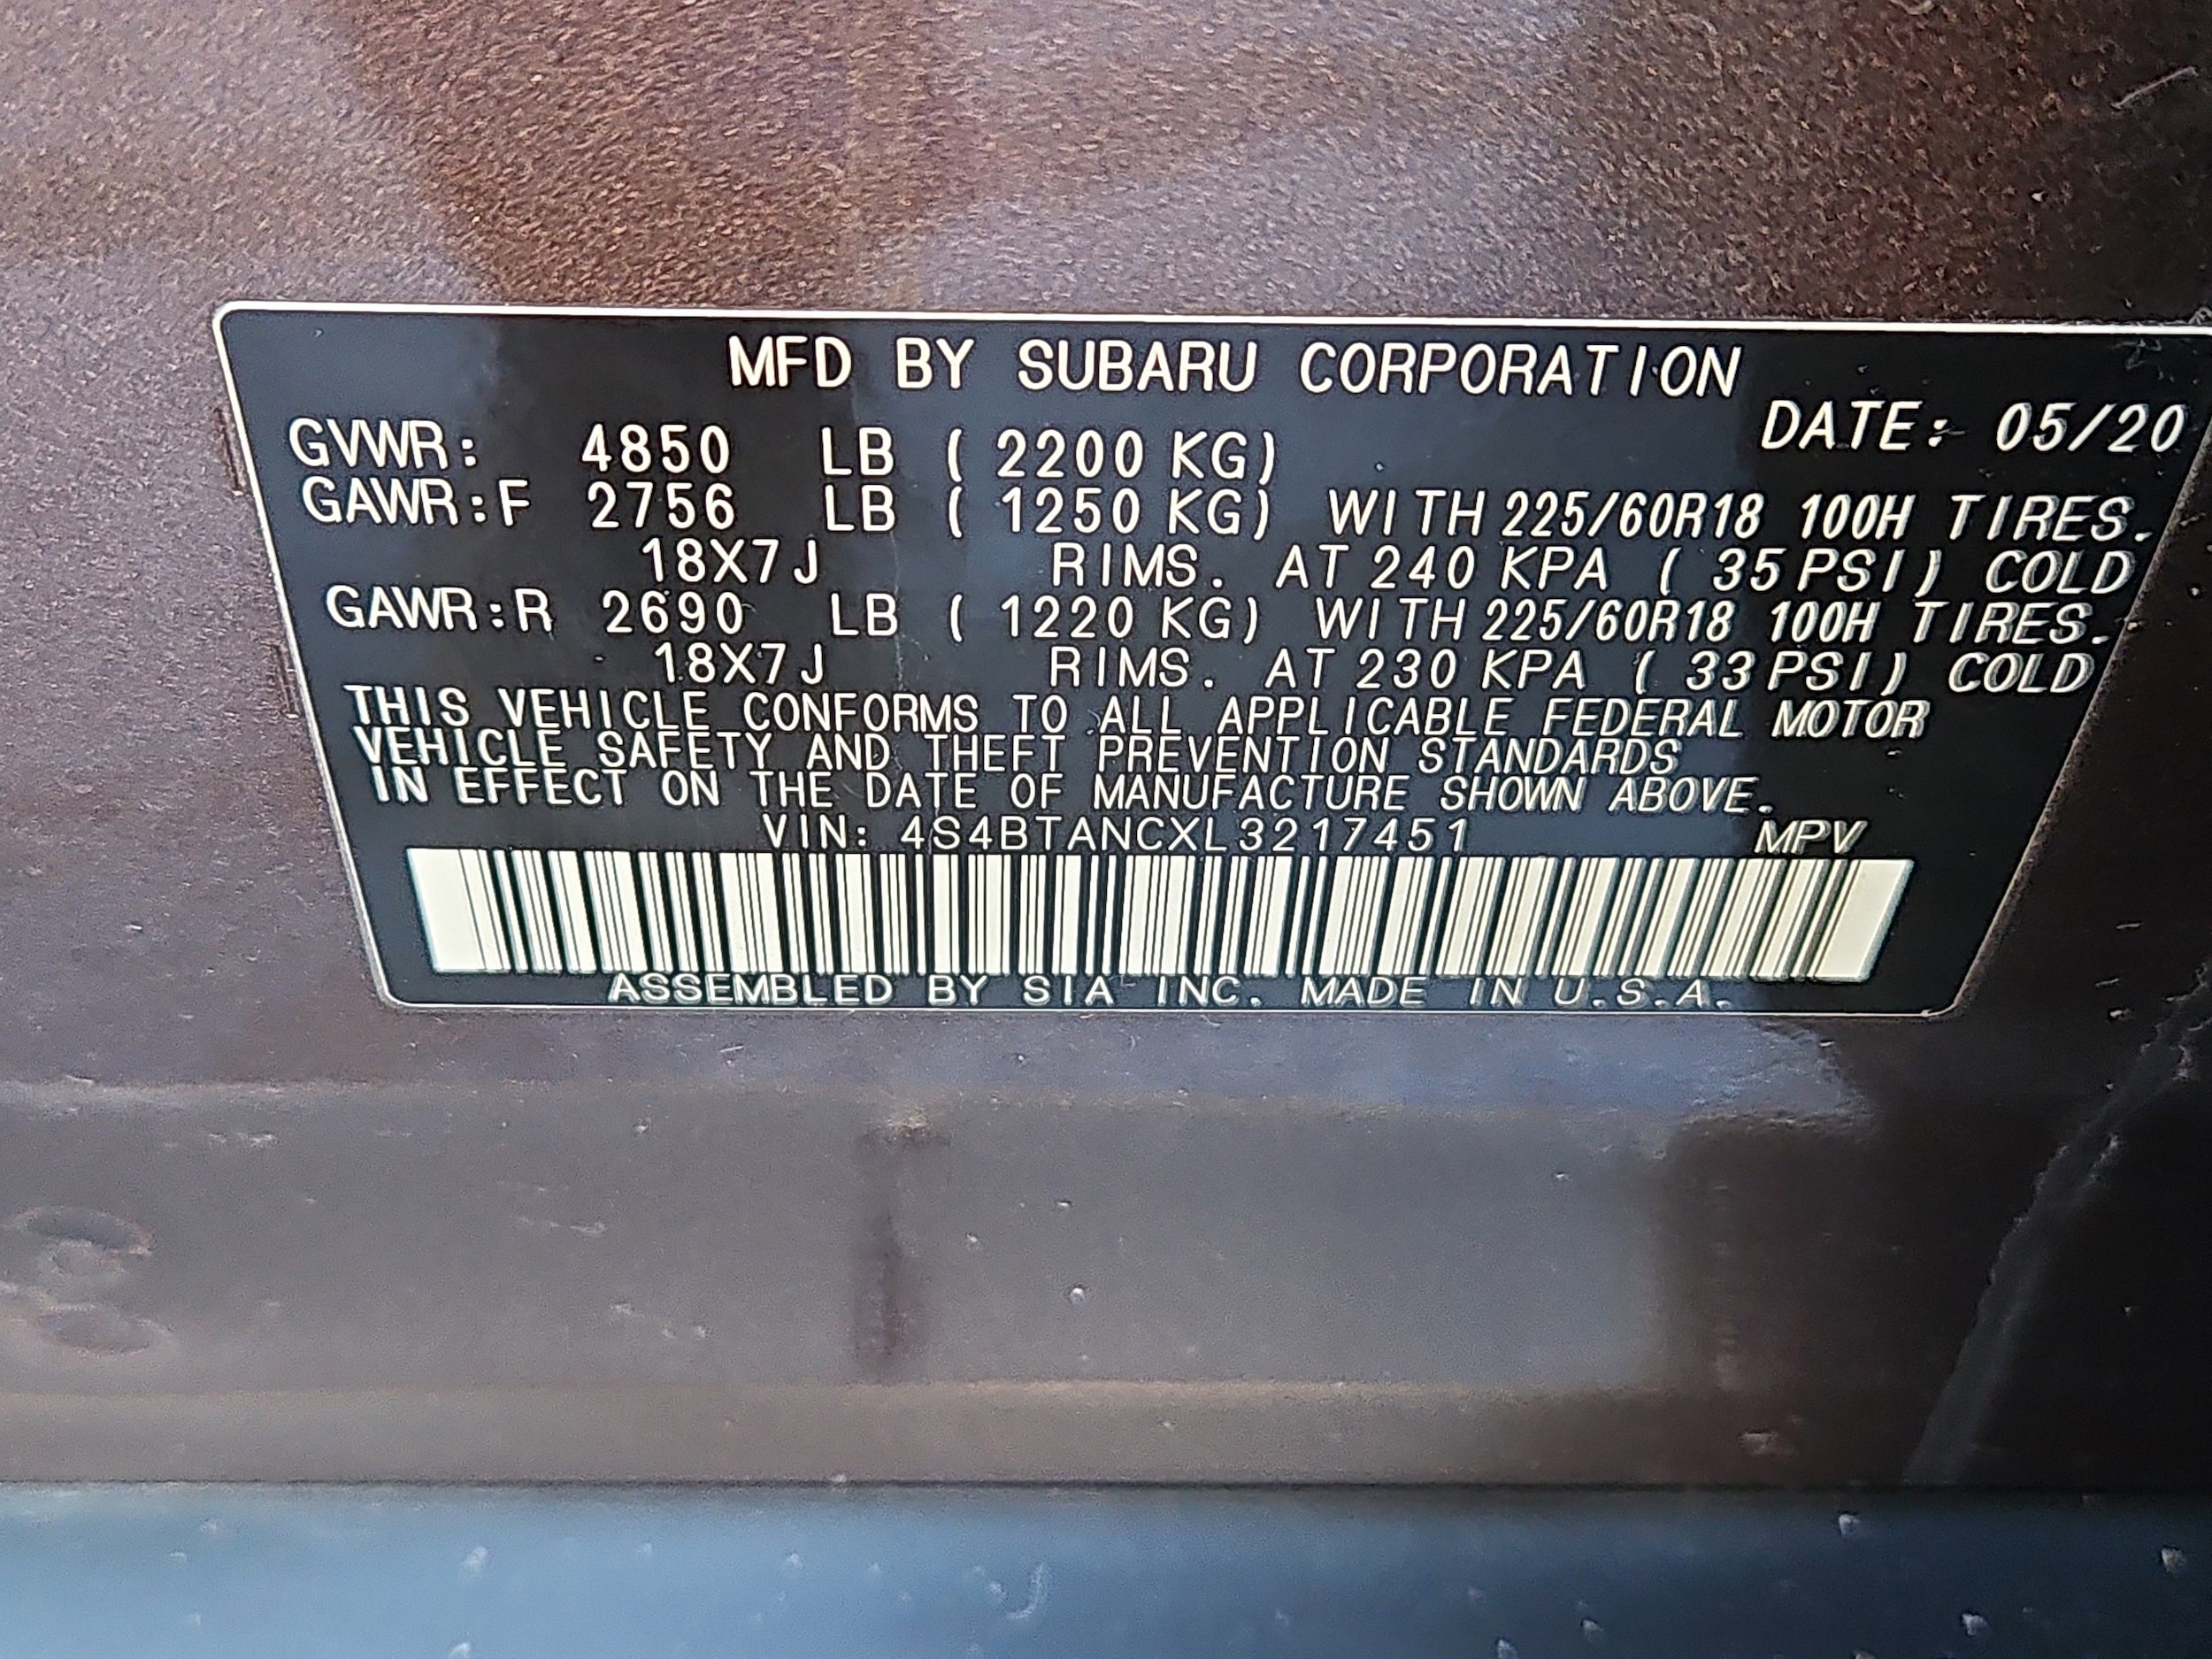 MFD BY SUBARU CORPORATION
DATE: 05/20
GVWR: 4850 LB ( 2200 KG)
GAWR:F 2756 LB ( 1250 KG) WITH 225/60R18 100H TIRES.
18X7J RIMS. AT 240 KPA ( 35 PSI) COLD
GAWR:R 2690 LB ( 1220 KG) WITH 225/60R18 100H TIRES.
18X7J RIMS. AT 230 KPA ( 33 PSI) COLD
THIS VEHICLE CONFORMS TO ALL APPLICABLE FEDERAL MOTOR
VEHICLE SAFETY AND THEFT PREVENTION STANDARDS
IN EFFECT ON THE DATE OF MANUFACTURE SHOWN ABOVE.
VIN: 4S4BTANCXL3217451 MPV
ASSEMBLED BY SIA INC. MADE IN U.S.A.